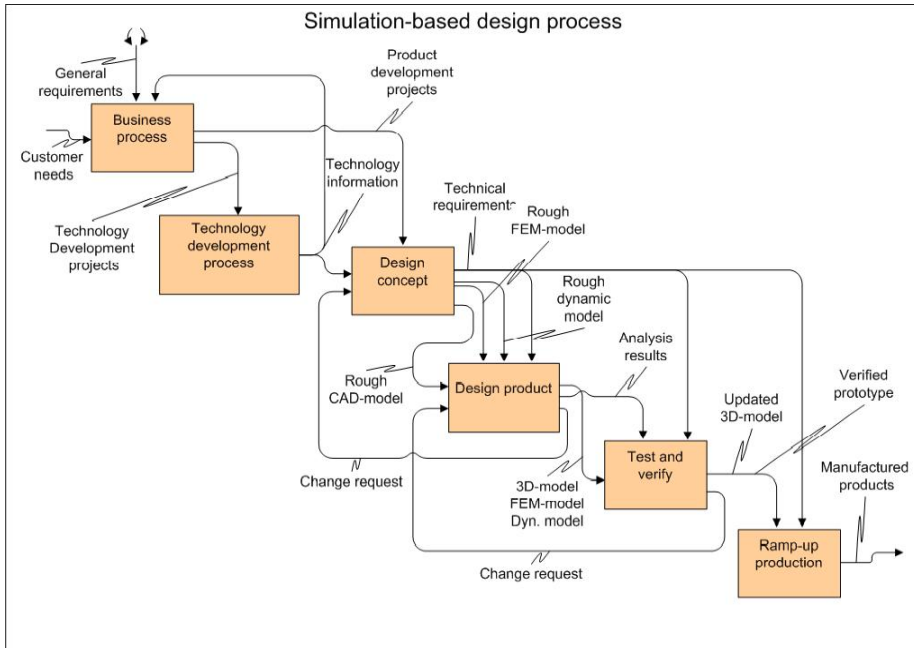 Simulation-based design process
General
requirements
Product
development
projects
Business
process
Customer
needs
Technology
information
Technology
Development
projects
Technology
development
process
Technical
requirements
Rough
FEM-model
Design
concept
Rough
dynamic
model
Rough
CAD-model
Design product
Analysis
results
Updated
3D-model
Verified
prototype
Change request
3D-model
FEM-model
Dyn. model
Test and
verify
Manufactured
products
Change request
Ramp-up
production